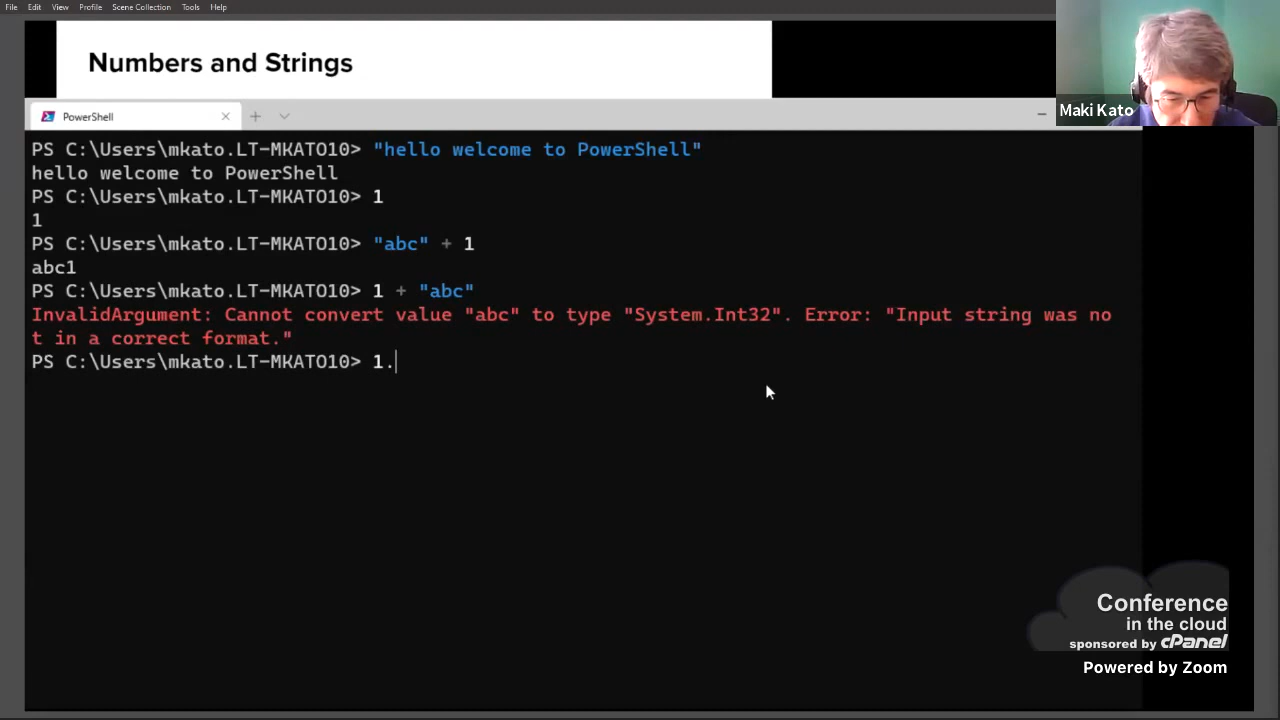 File Edit View Profile Scene Collection Tools Help
Numbers and Strings
Maki Kato
PowerShell
PS C:\Users\mkato.LT-MKATO10> "hello welcome to PowerShell"
hello welcome to PowerShell
PS C:\Users\mkato.LT-MKATO10> 1
1
PS C:\Users\mkato.LT-MKATO10> "abc" + 1
abc1
PS C:\Users\mkato.LT-MKATO10> 1 + "abc"
InvalidArgument: Cannot convert value "abc" to type "System.Int32". Error: "Input string was no
t in a correct format."
PS C:\Users\mkato.LT-MKATO10> 1.
Conference
in the cloud
sponsored by cPanel
Powered by Zoom